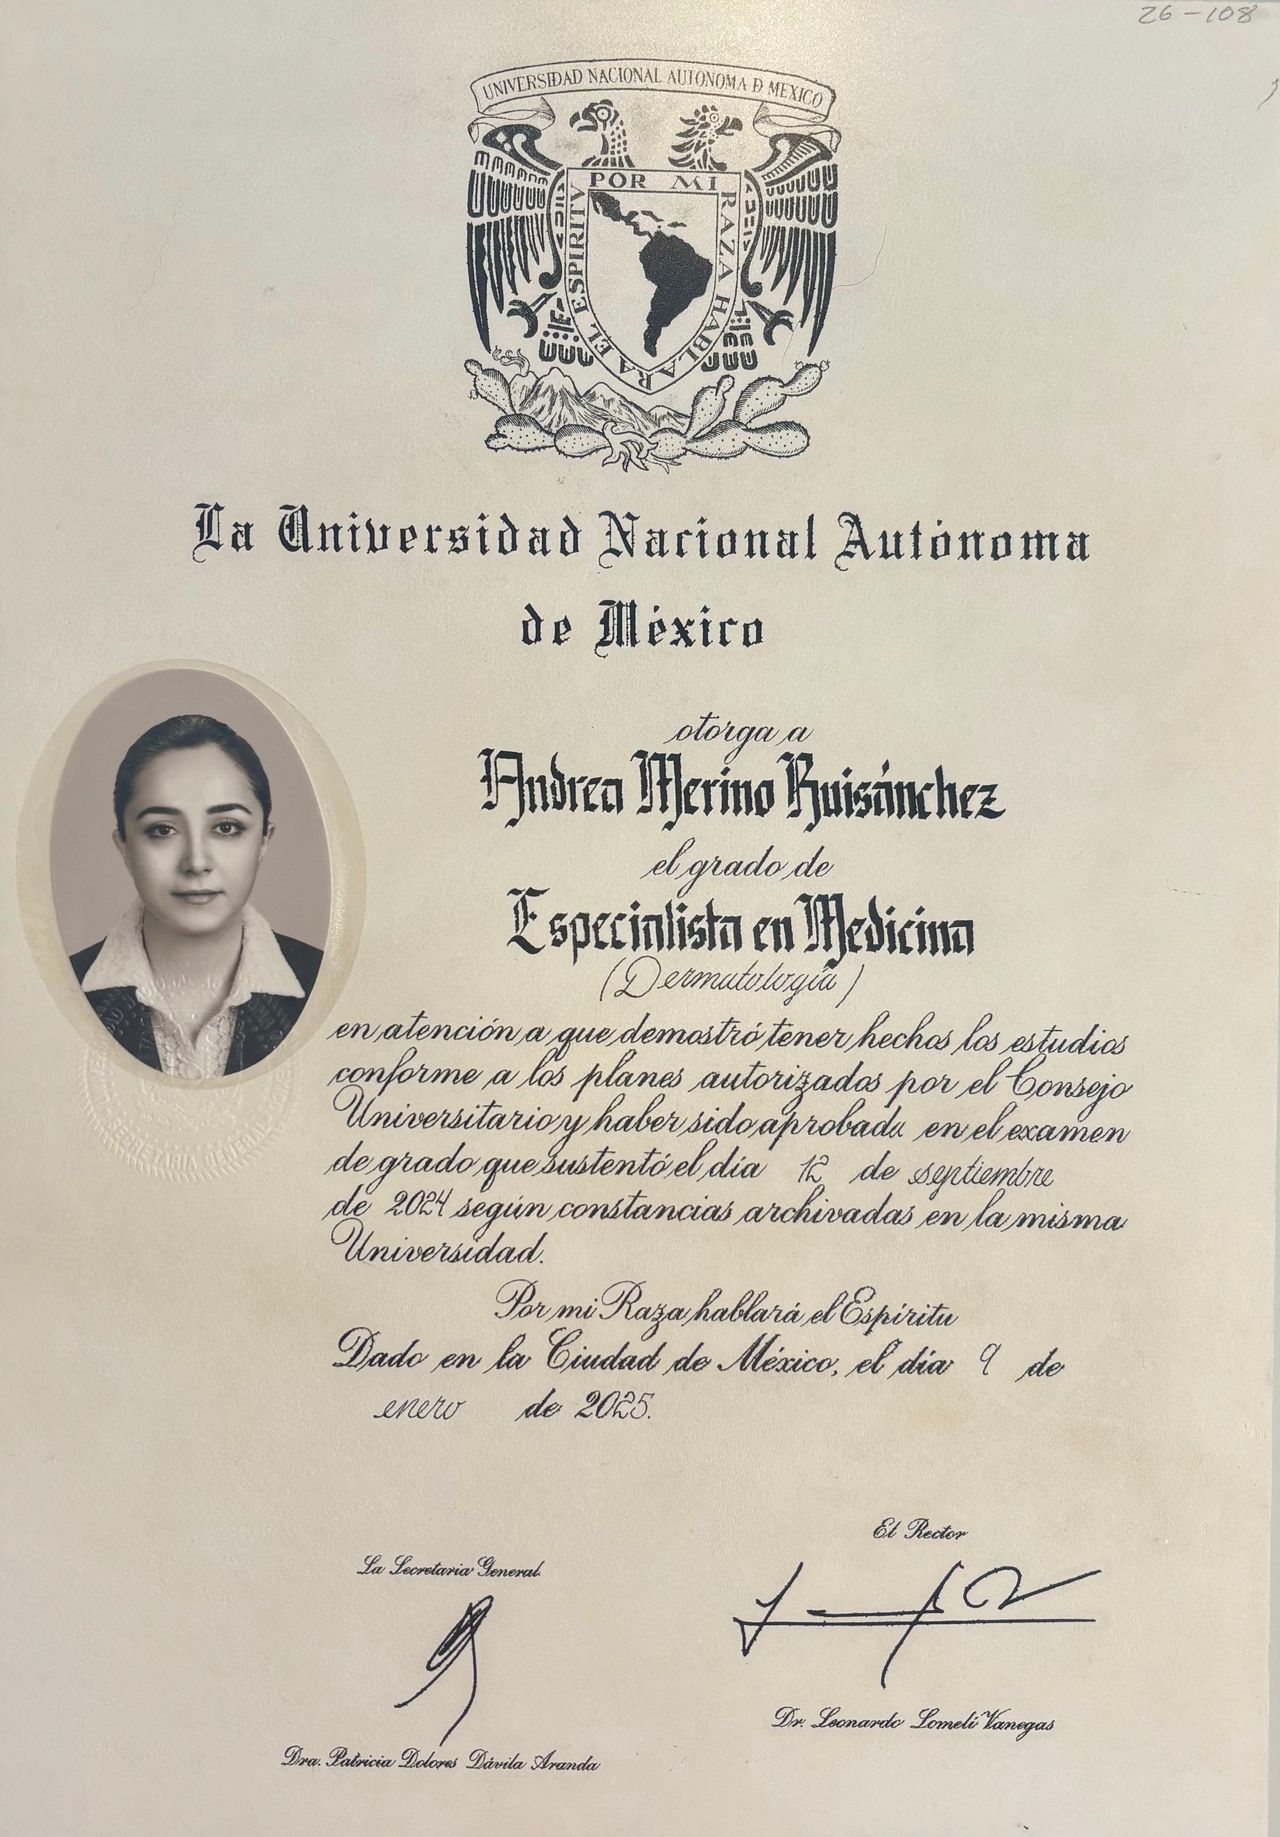 26-108
UNIVERSIDAD NACIONAL AUTONOMA D MEXICO
POR MI RAZA HABLARA EL ESPIRITV
La Universidad Nacional Autónoma
de México
otorga a
Andrea Merino Ruisánchez
el grado de
Especialista en Medicina
(Dermatología)
en atención a que demostró tener hechos los estudios
conforme a los planes autorizados por el Consejo
Universitario y haber sido aprobada en el examen
de grado que sustentó el día 12 de septiembre
de 2024 según constancias archivadas en la misma
Universidad.
Por mi Raza hablará el Espíritu
Dado en la Ciudad de México, el día 9 de
enero de 2025.
El Rector
La Secretaria General
Dr. Leonardo Lomelí Vanegas
Dra. Patricia Dolores Dávila Aranda
SECRETARIA GENERAL